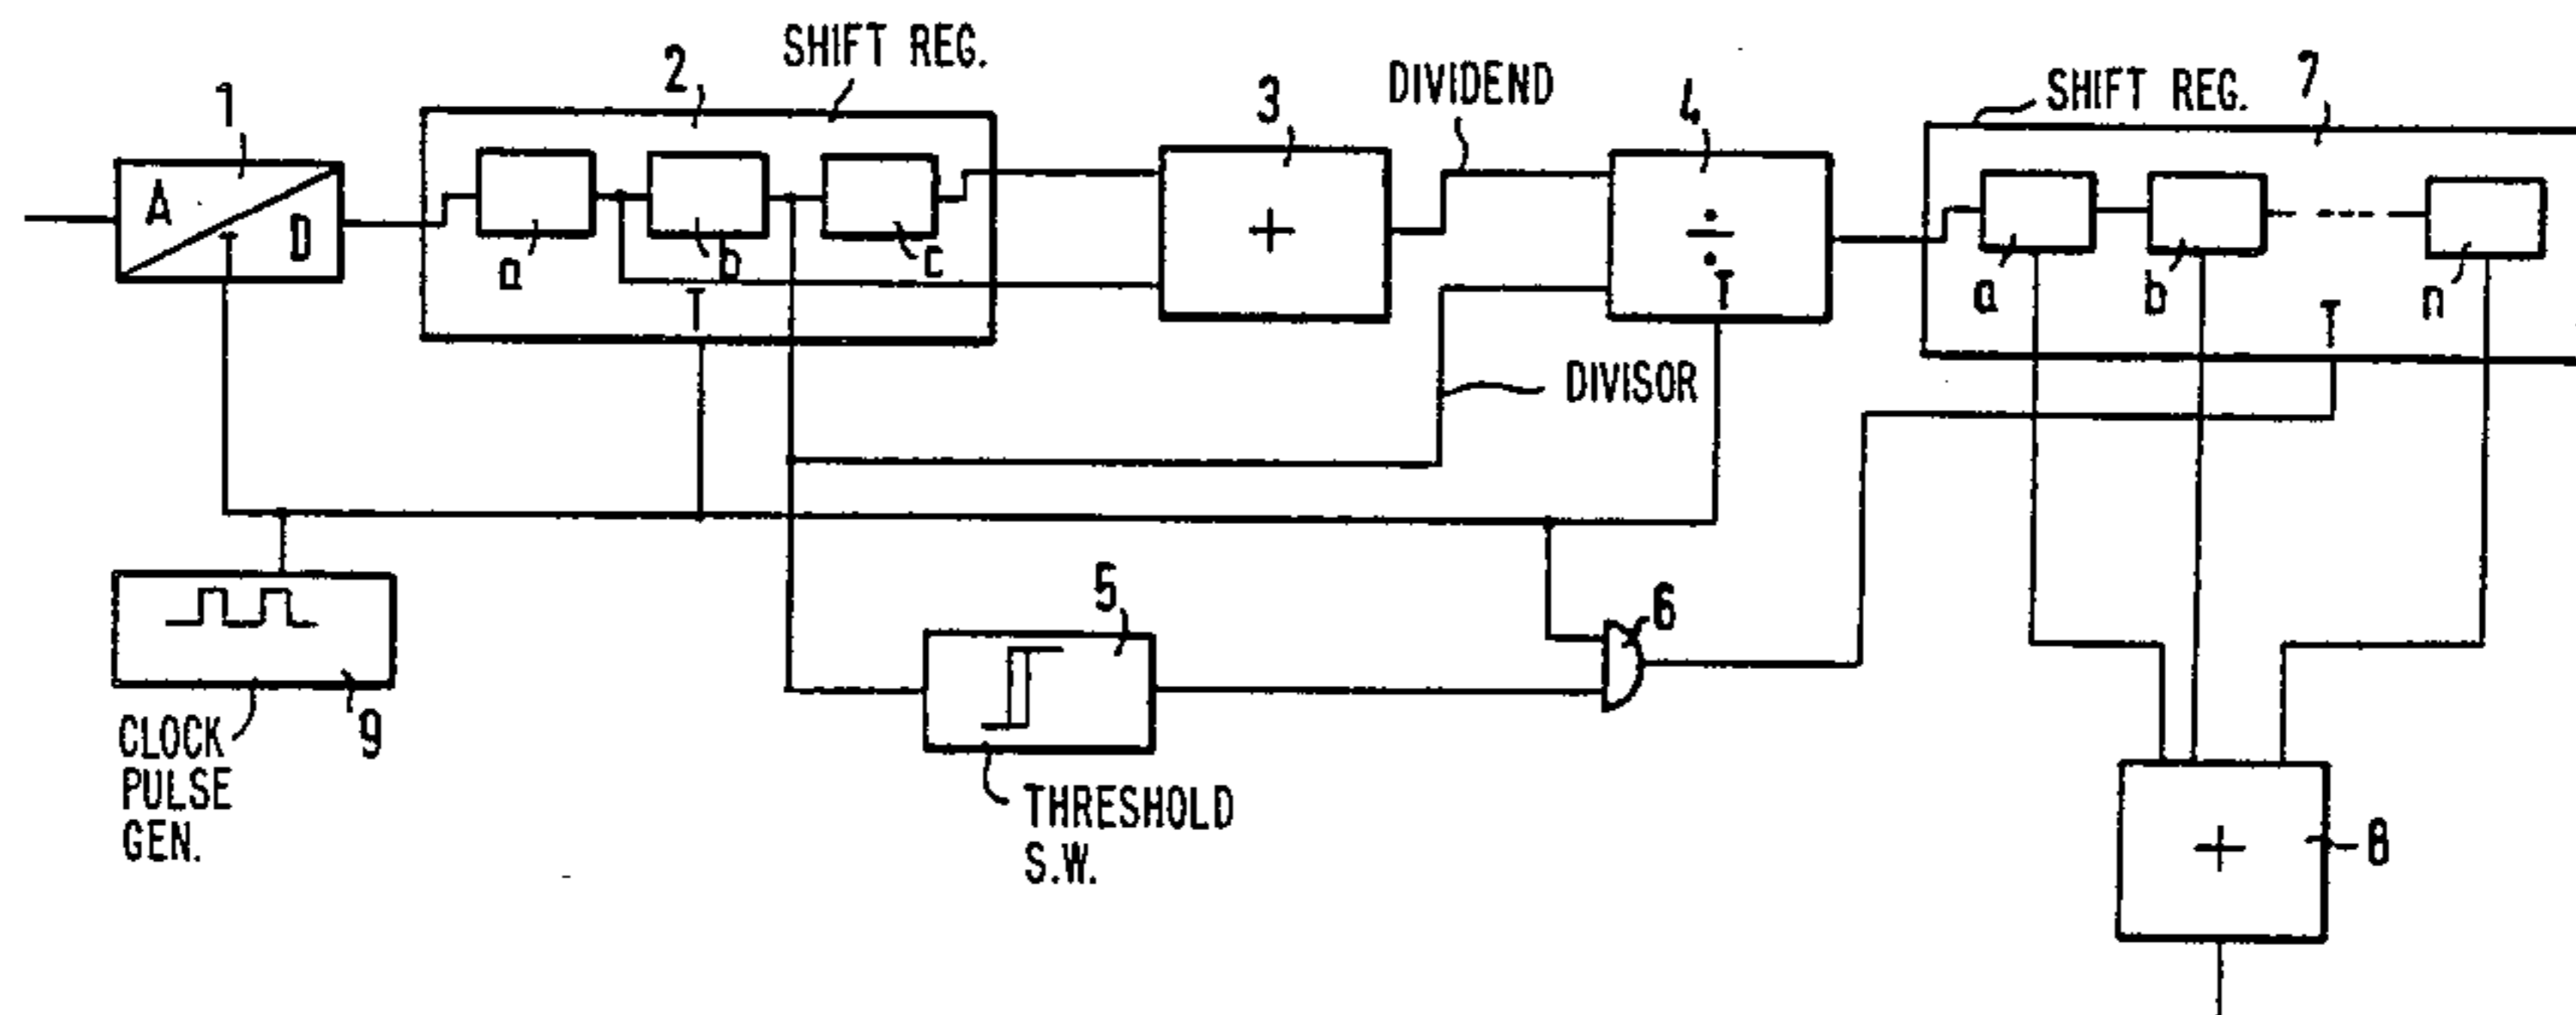 1
A
T
D
2
SHIFT REG.
a
b
c
T
3
+
DIVIDEND
4
÷
T
DIVISOR
SHIFT REG.
7
a
b
n
T
CLOCK
PULSE
GEN.
9
5
THRESHOLD
S.W.
6
+
8